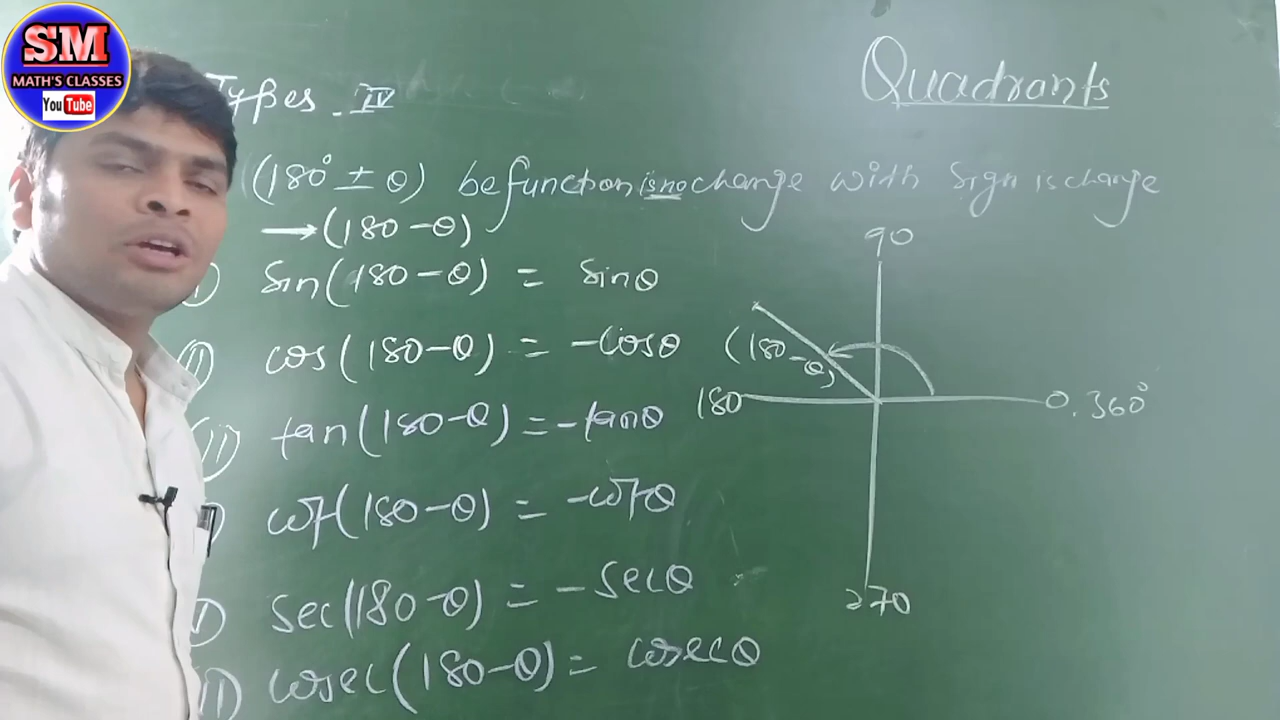 SM
MATH'S CLASSES
YouTube
Types - IV
Quadrants
(180° ± θ) be function is no change with sign is change
→ (180 - θ)
I) sin(180 - θ) = sinθ
II) cos(180 - θ) = -cosθ
III) tan(180 - θ) = -tanθ
cot(180 - θ) = -cotθ
sec(180 - θ) = -secθ
cosec(180 - θ) = cosecθ
90
(180 - θ)
180
0. 360°
270